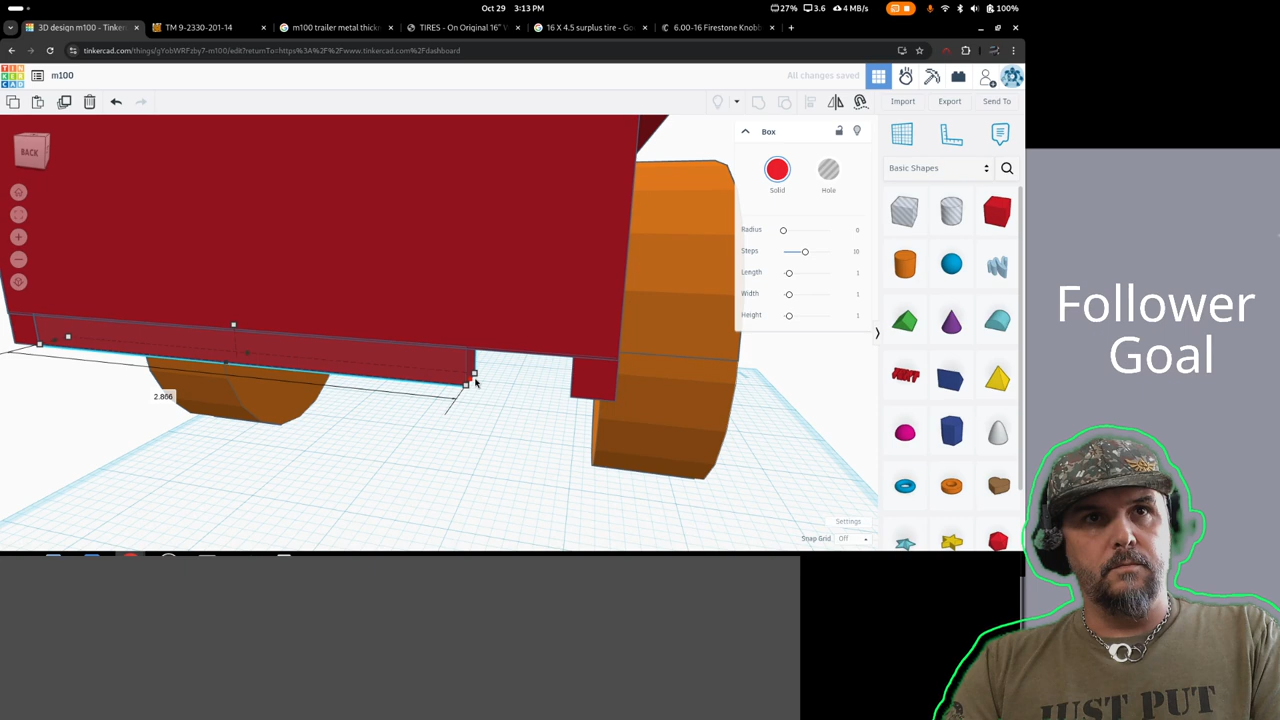 Oct 29  3:13 PM
27%  3.6  4 MB/s  100%
3D design m100 - Tinker  TM 9-2330-201-14  m100 trailer metal thick  TIRES - On Original 16" V  16 X 4.5 surplus tire - Go  6.00-16 Firestone Knobb
tinkercad.com/things/gYobWRFzby7-m100/edit?returnTo=https%3A%2F%2Fwww.tinkercad.com%2Fdashboard
TIN
KER
CAD
m100
All changes saved
Import
Export
Send To
BACK
Box
Solid
Hole
Radius 0
Steps 10
Length 1
Width 1
Height 1
Basic Shapes
2.866
Settings
Snap Grid Off
Follower
Goal
JUST PUT